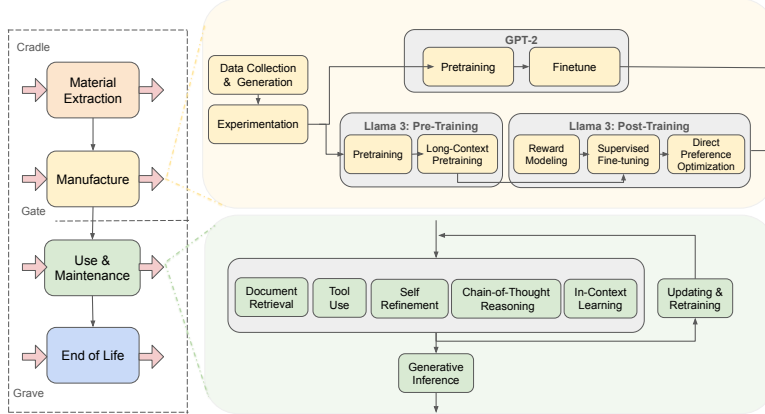 Cradle
Material
Extraction
Manufacture
Gate
Use &
Maintenance
End of Life
Grave
Data Collection
& Generation
Experimentation
GPT-2
Pretraining
Finetune
Llama 3: Pre-Training
Pretraining
Long-Context
Pretraining
Llama 3: Post-Training
Reward
Modeling
Supervised
Fine-tuning
Direct
Preference
Optimization
Document
Retrieval
Tool
Use
Self
Refinement
Chain-of-Thought
Reasoning
In-Context
Learning
Updating &
Retraining
Generative
Inference